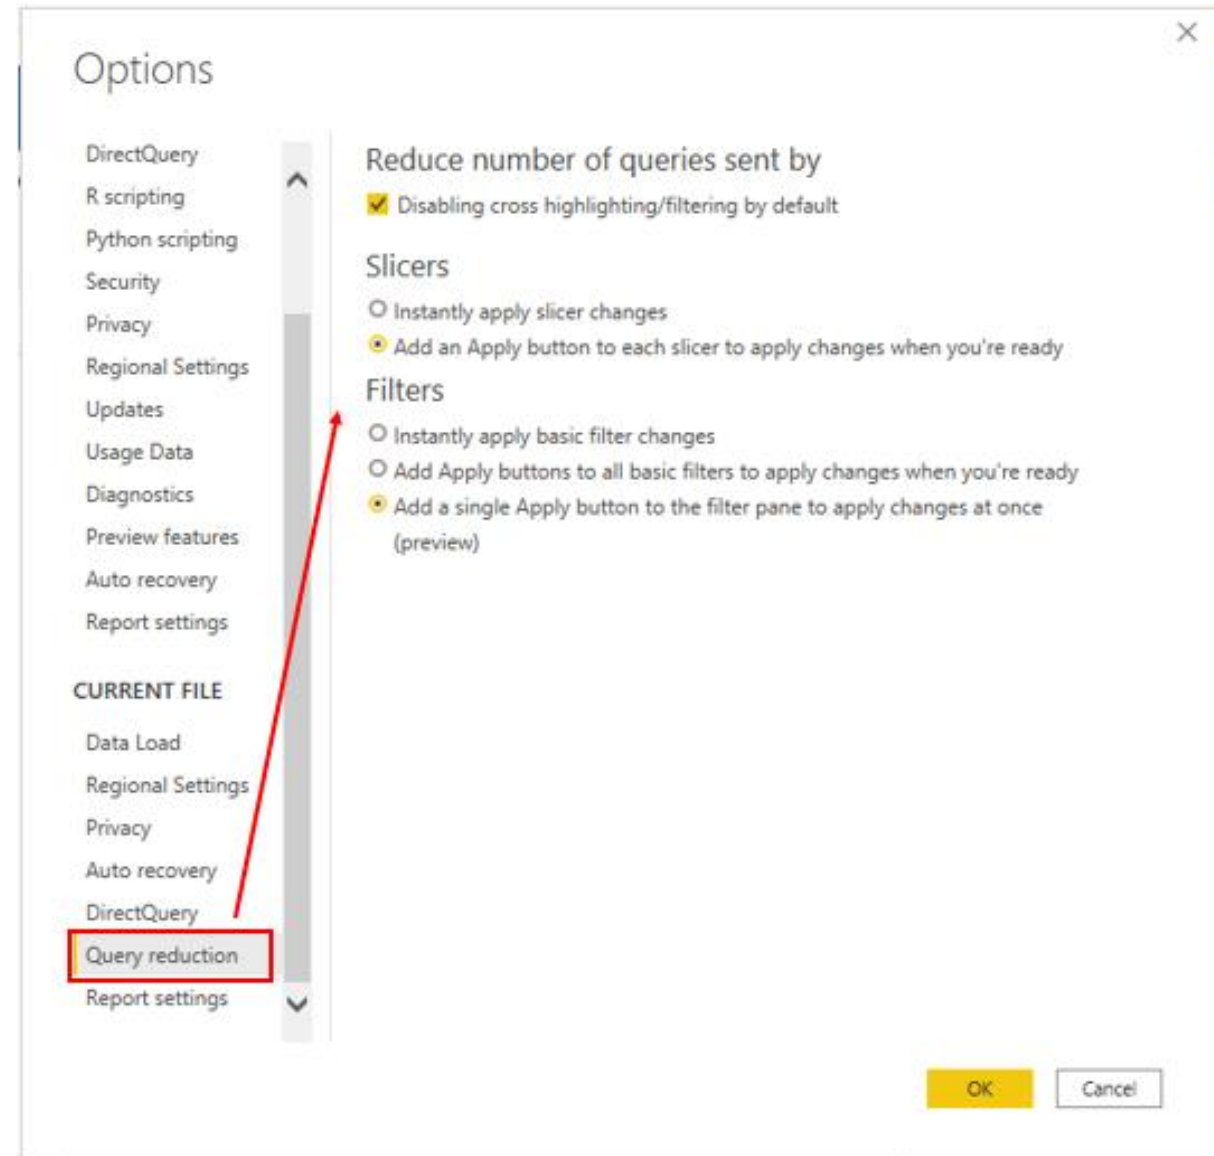 Options
DirectQuery
R scripting
Python scripting
Security
Privacy
Regional Settings
Updates
Usage Data
Diagnostics
Preview features
Auto recovery
Report settings
CURRENT FILE
Data Load
Regional Settings
Privacy
Auto recovery
DirectQuery
Query reduction
Report settings
Reduce number of queries sent by
Disabling cross highlighting/filtering by default
Slicers
Instantly apply slicer changes
Add an Apply button to each slicer to apply changes when you're ready
Filters
Instantly apply basic filter changes
Add Apply buttons to all basic filters to apply changes when you're ready
Add a single Apply button to the filter pane to apply changes at once
(preview)
OK
Cancel